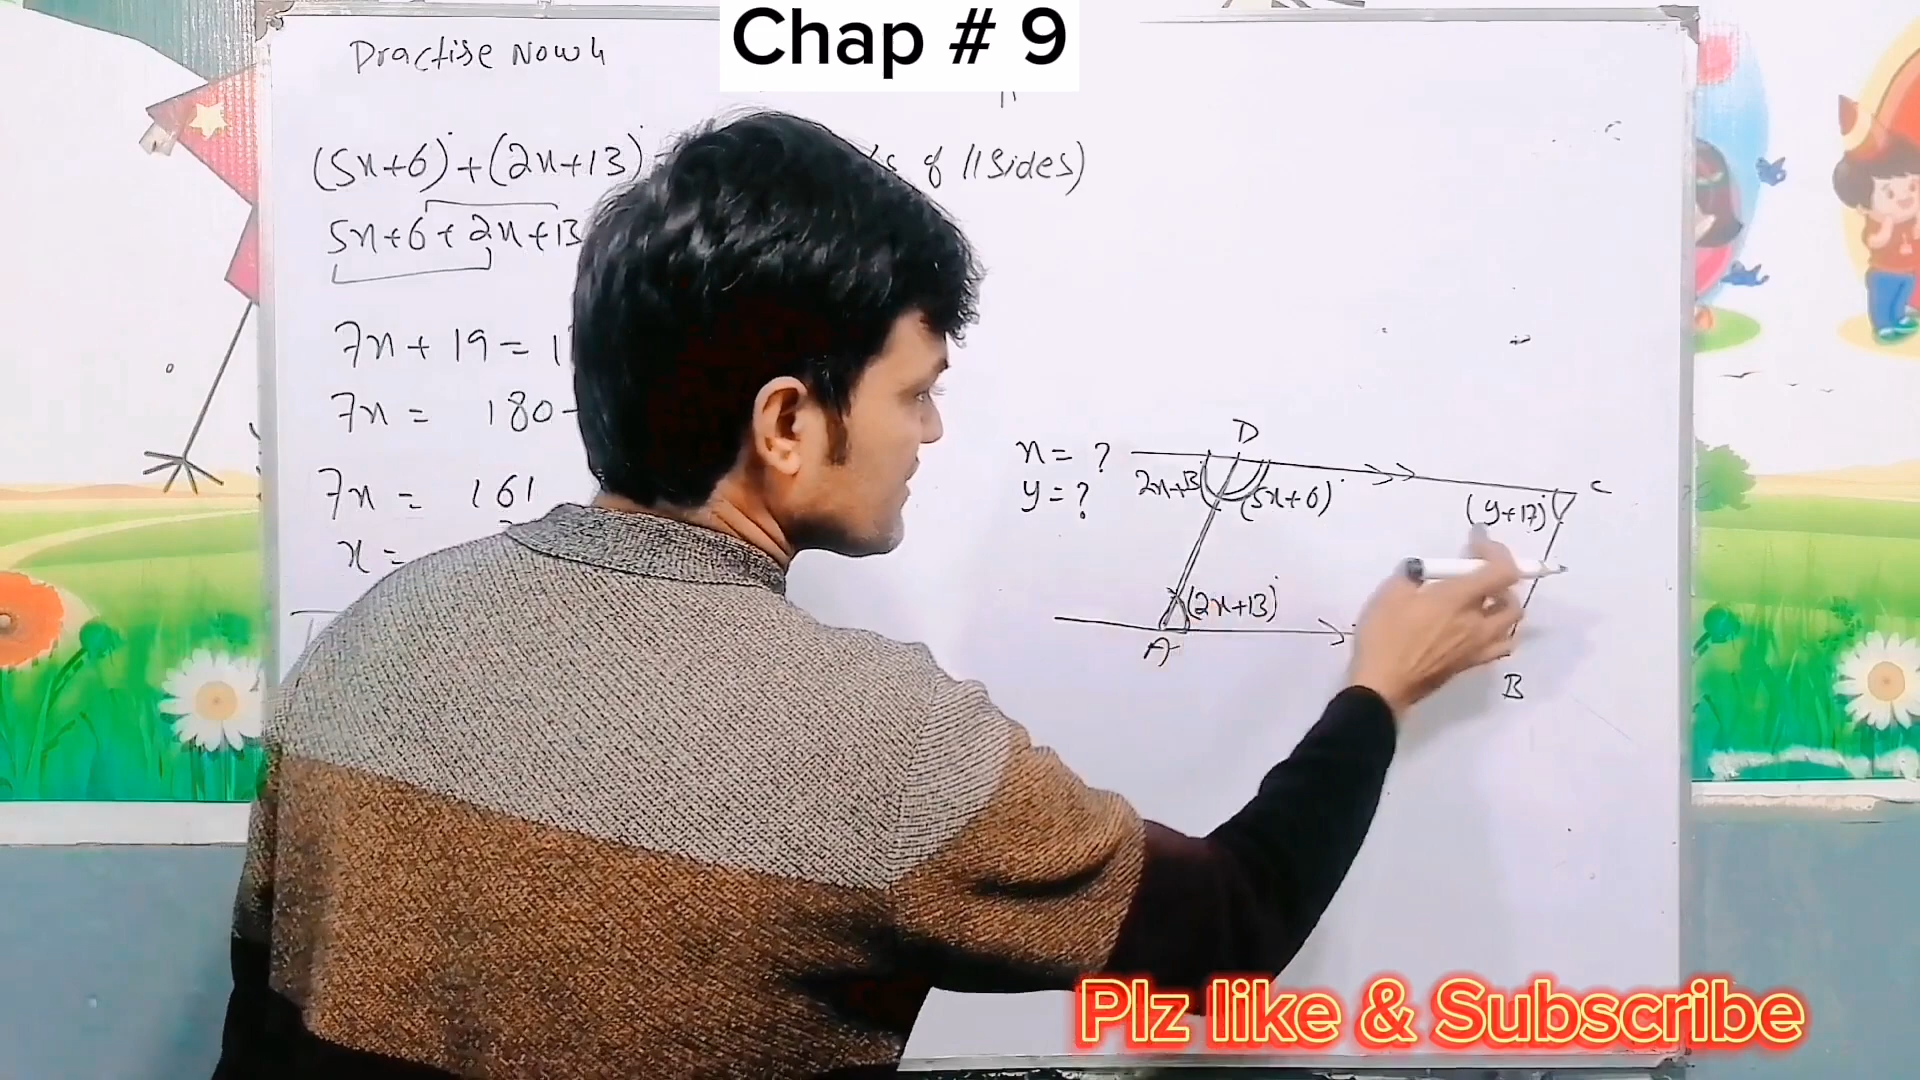 Chap # 9
Practise Now 4
(5x+6)° + (2x+13)°
of // sides)
5x+6+2x+13
7x + 19 = 1
7x = 180 -
7x = 161
x =
x = ?
y = ?
D
2x+13
(5x+6)°
C
(y+17)°
(2x+13)°
A
B
Plz like & Subscribe